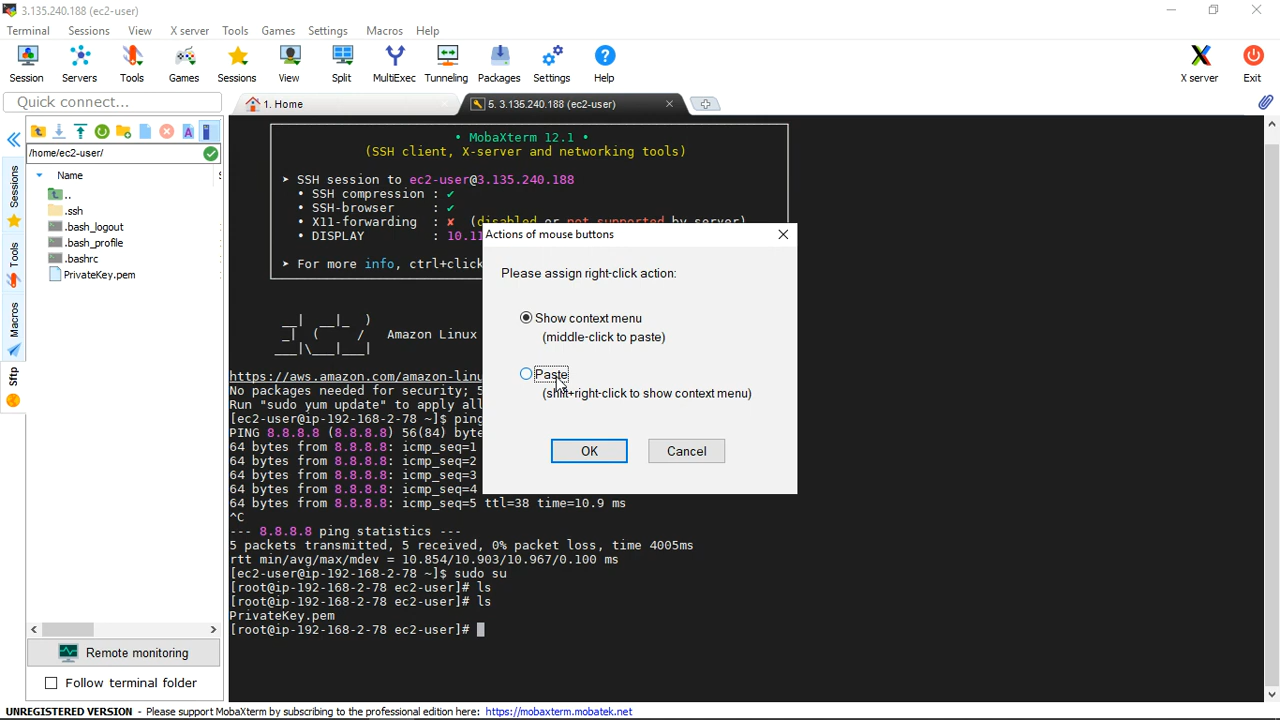 3.135.240.188 (ec2-user)
Terminal Sessions View X server Tools Games Settings Macros Help
Session Servers Tools Games Sessions View Split MultiExec Tunneling Packages Settings Help X server Exit
Quick connect...
1. Home
5. 3.135.240.188 (ec2-user)
/home/ec2-user/
Name
..
.ssh
.bash_logout
.bash_profile
.bashrc
PrivateKey.pem
Sessions
Tools
Macros
Sftp
• MobaXterm 12.1 •
(SSH client, X-server and networking tools)
➤ SSH session to ec2-user@3.135.240.188
• SSH compression : ✔
• SSH-browser : ✔
• X11-forwarding : ✘ (disabled or not supported by server)
• DISPLAY : 10.11
➤ For more info, ctrl+click
__| __|_ )
_| ( / Amazon Linux
___|\___|___|
https://aws.amazon.com/amazon-linu
No packages needed for security; 5
Run "sudo yum update" to apply all
[ec2-user@ip-192-168-2-78 ~]$ ping
PING 8.8.8.8 (8.8.8.8) 56(84) byte
64 bytes from 8.8.8.8: icmp_seq=1
64 bytes from 8.8.8.8: icmp_seq=2
64 bytes from 8.8.8.8: icmp_seq=3
64 bytes from 8.8.8.8: icmp_seq=4
64 bytes from 8.8.8.8: icmp_seq=5 ttl=38 time=10.9 ms
^C
--- 8.8.8.8 ping statistics ---
5 packets transmitted, 5 received, 0% packet loss, time 4005ms
rtt min/avg/max/mdev = 10.854/10.903/10.967/0.100 ms
[ec2-user@ip-192-168-2-78 ~]$ sudo su
[root@ip-192-168-2-78 ec2-user]# ls
[root@ip-192-168-2-78 ec2-user]# ls
PrivateKey.pem
[root@ip-192-168-2-78 ec2-user]#
Actions of mouse buttons
Please assign right-click action:
Show context menu
(middle-click to paste)
Paste
(shift+right-click to show context menu)
OK
Cancel
Remote monitoring
Follow terminal folder
UNREGISTERED VERSION - Please support MobaXterm by subscribing to the professional edition here: https://mobaxterm.mobatek.net